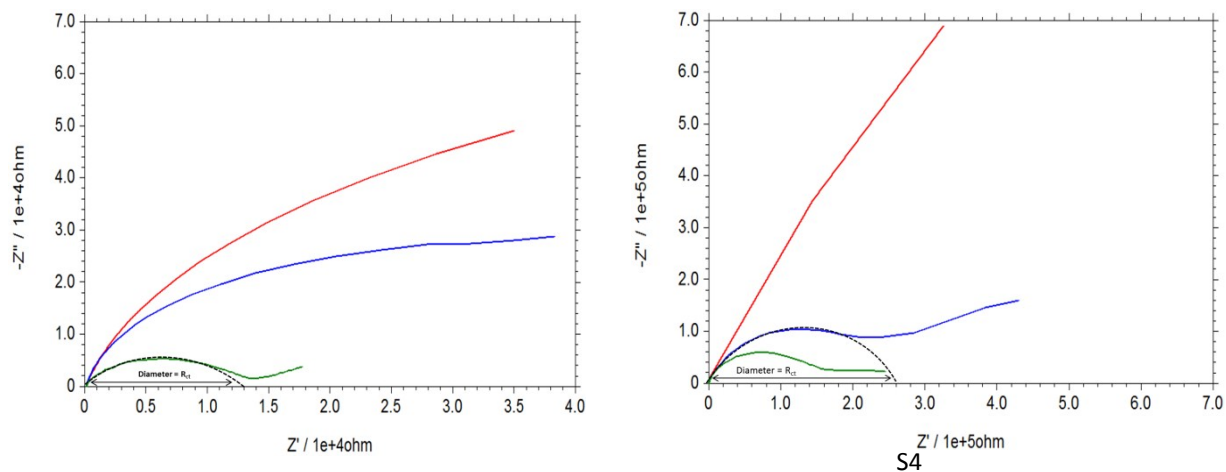 7.0
6.0
5.0
4.0
3.0
2.0
1.0
0
-Z'' / 1e+4ohm
Diameter = Rct
0 0.5 1.0 1.5 2.0 2.5 3.0 3.5 4.0
Z' / 1e+4ohm
7.0
6.0
5.0
4.0
3.0
2.0
1.0
0
-Z'' / 1e+5ohm
Diameter = Rct
0 1.0 2.0 3.0 4.0 5.0 6.0 7.0
Z' / 1e+5ohm
S4